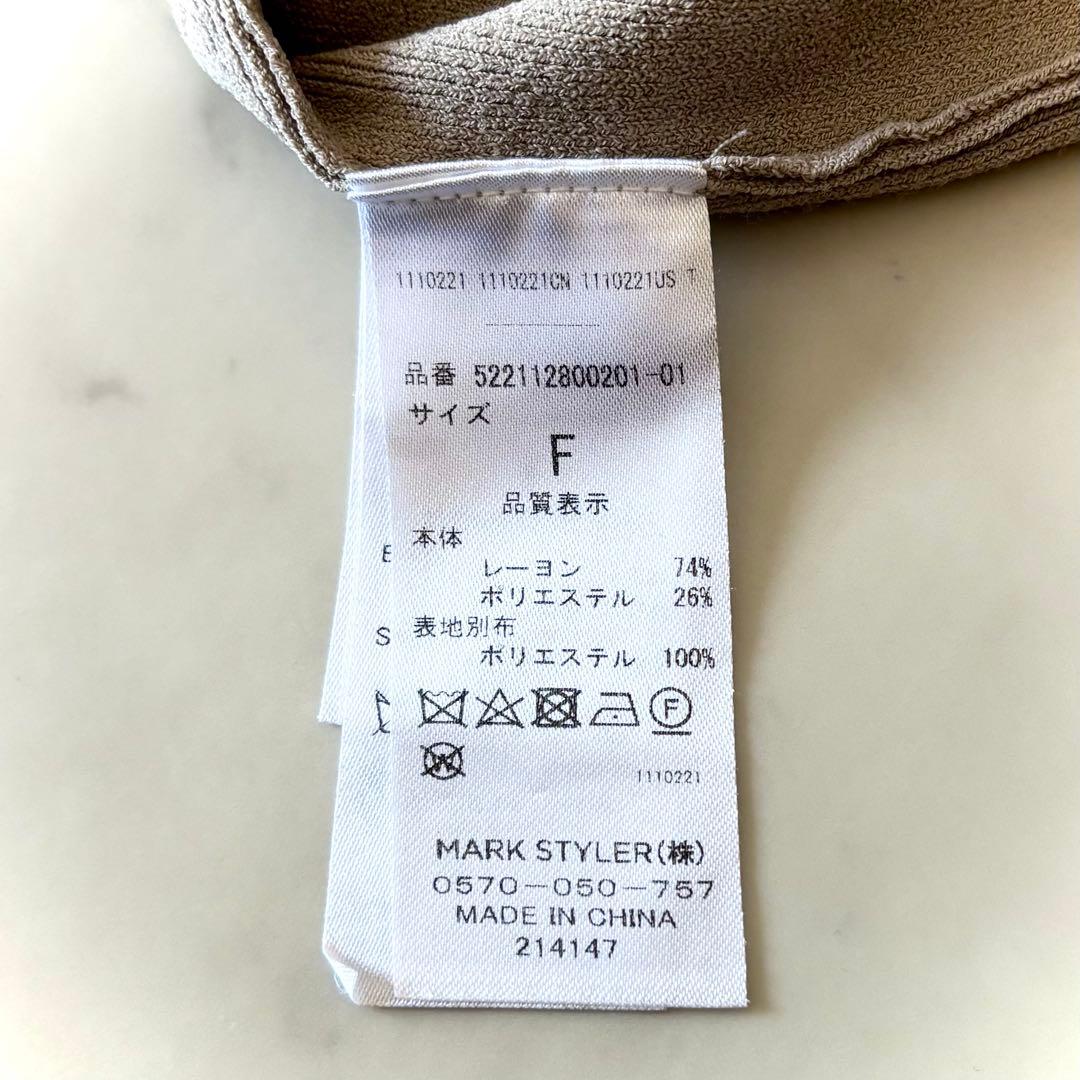 1110221 1110221CN 1110221US T
品番 522112800201-01
サイズ
F
品質表示
本体
レーヨン 74%
ポリエステル 26%
表地別布
ポリエステル 100%
F
W
1110221
MARK STYLER(株)
0570-050-757
MADE IN CHINA
214147